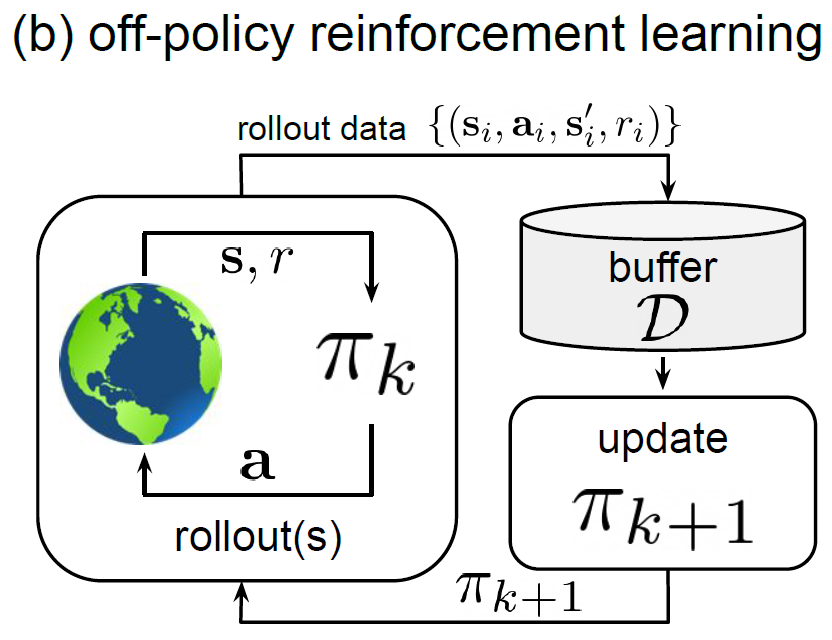 (b) off-policy reinforcement learning
rollout data {(s_i, a_i, s′_i, r_i)}
s, r
buffer
𝒟
π_k
update
a
π_{k+1}
rollout(s)
π_{k+1}